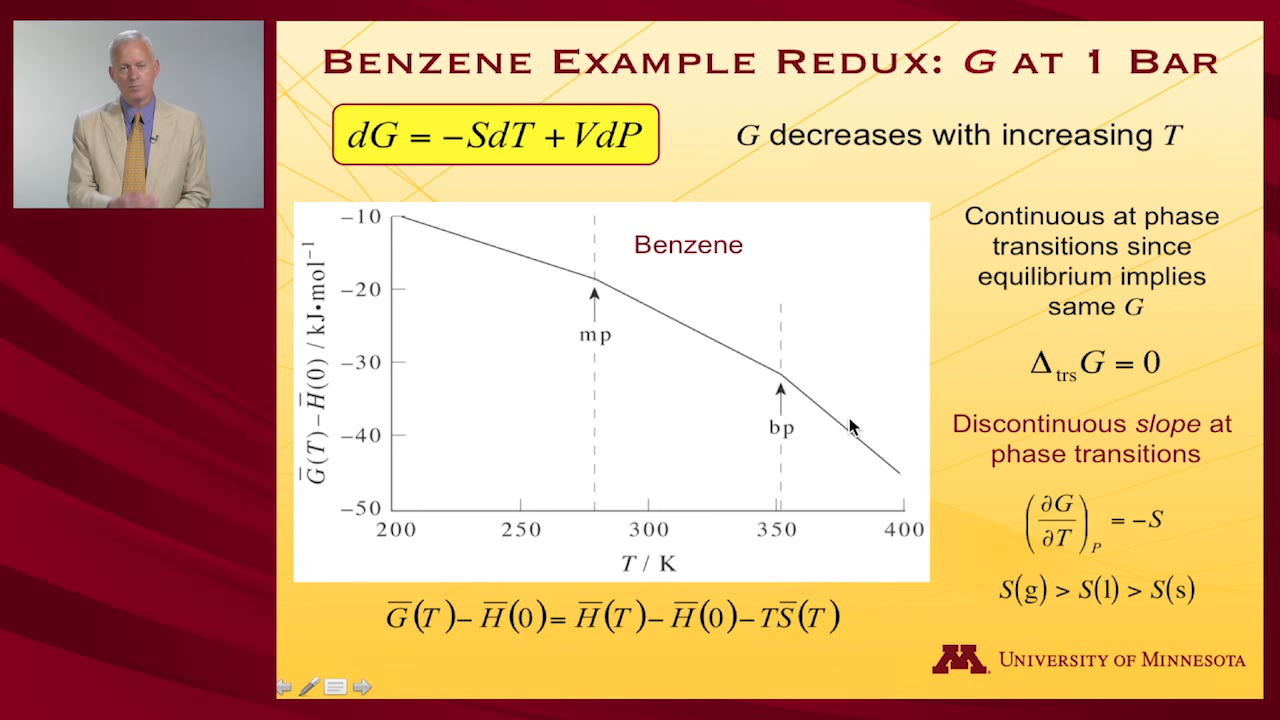 BENZENE EXAMPLE REDUX: G AT 1 BAR
dG = −SdT + VdP
G decreases with increasing T
−10
−20
−30
−40
−50
G̅(T)−H̅(0) / kJ•mol⁻¹
Benzene
mp
bp
200 250 300 350 400
T / K
G̅(T)− H̅(0)= H̅(T)− H̅(0)− TS̅(T)
Continuous at phase
transitions since
equilibrium implies
same G
Δtrs G = 0
Discontinuous slope at
phase transitions
(∂G/∂T)P = −S
S(g) > S(l) > S(s)
M UNIVERSITY OF MINNESOTA